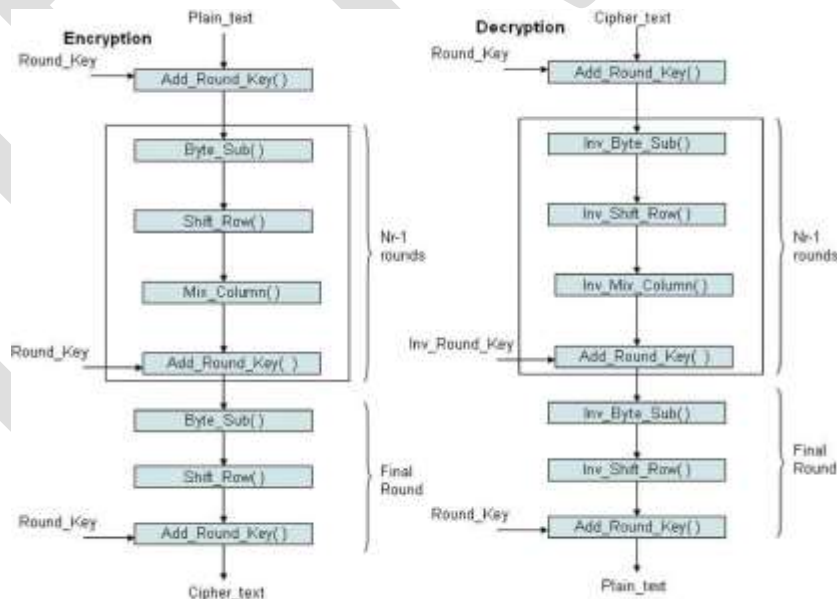 Plain_text
Encryption
Round_Key
Add_Round_Key( )
Byte_Sub( )
Shift_Row( )
Mix_Column( )
Nr-1
rounds
Round_Key
Add_Round_Key( )
Byte_Sub( )
Shift_Row( )
Final
Round
Round_Key
Add_Round_Key( )
Cipher_text
Cipher_text
Decryption
Round_Key
Add_Round_Key( )
Inv_Byte_Sub( )
Inv_Shift_Row( )
Inv_Mix_Column( )
Nr-1
rounds
Inv_Round_Key
Add_Round_Key( )
Inv_Byte_Sub( )
Inv_Shift_Row( )
Final
Round
Round_Key
Add_Round_Key( )
Plain_text